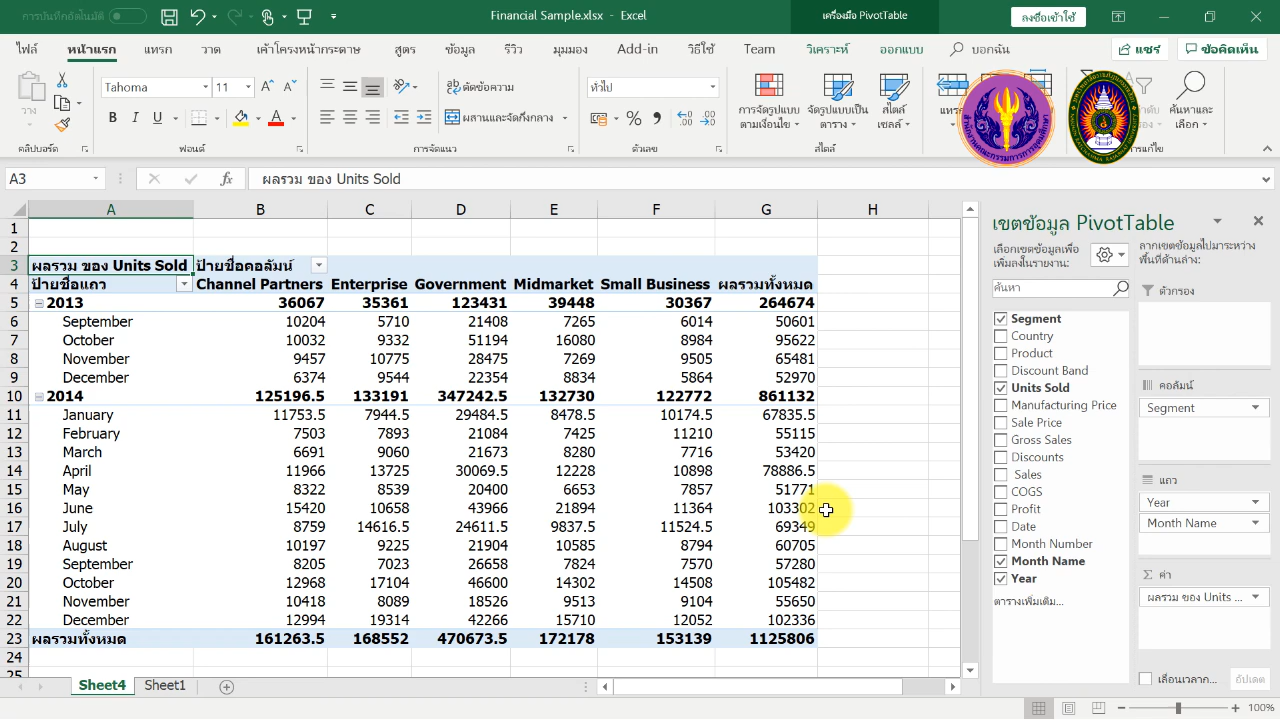 การบันทึกอัตโนมัติ
Financial Sample.xlsx - Excel
เครื่องมือ PivotTable
ลงชื่อเข้าใช้
ไฟล์ หน้าแรก แทรก วาด เค้าโครงหน้ากระดาษ สูตร ข้อมูล รีวิว มุมมอง Add-in วิธีใช้ Team วิเคราะห์ ออกแบบ บอกฉัน แชร์ ข้อคิดเห็น
วาง
คลิปบอร์ด
Tahoma 11
B I U
ฟอนต์
ตัดข้อความ
ผสานและจัดกึ่งกลาง
การจัดแนว
ทั่วไป
ตัวเลข
การจัดรูปแบบตามเงื่อนไข
จัดรูปแบบเป็นตาราง
สไตล์เซลล์
สไตล์
ค้นหาและเลือก
A3 fx ผลรวม ของ Units Sold
A B C D E F G H
1
2
3 ผลรวม ของ Units Sold ป้ายชื่อคอลัมน์
4 ป้ายชื่อแถว Channel Partners Enterprise Government Midmarket Small Business ผลรวมทั้งหมด
5 2013 36067 35361 123431 39448 30367 264674
6 September 10204 5710 21408 7265 6014 50601
7 October 10032 9332 51194 16080 8984 95622
8 November 9457 10775 28475 7269 9505 65481
9 December 6374 9544 22354 8834 5864 52970
10 2014 125196.5 133191 347242.5 132730 122772 861132
11 January 11753.5 7944.5 29484.5 8478.5 10174.5 67835.5
12 February 7503 7893 21084 7425 11210 55115
13 March 6691 9060 21673 8280 7716 53420
14 April 11966 13725 30069.5 12228 10898 78886.5
15 May 8322 8539 20400 6653 7857 51771
16 June 15420 10658 43966 21894 11364 103302
17 July 8759 14616.5 24611.5 9837.5 11524.5 69349
18 August 10197 9225 21904 10585 8794 60705
19 September 8205 7023 26658 7824 7570 57280
20 October 12968 17104 46600 14302 14508 105482
21 November 10418 8089 18526 9513 9104 55650
22 December 12994 19314 42266 15710 12052 102336
23 ผลรวมทั้งหมด 161263.5 168552 470673.5 172178 153139 1125806
24
25
Sheet4 Sheet1
เขตข้อมูล PivotTable
เลือกเขตข้อมูลเพื่อเพิ่มลงในรายงาน:
ค้นหา
Segment
Country
Product
Discount Band
Units Sold
Manufacturing Price
Sale Price
Gross Sales
Discounts
Sales
COGS
Profit
Date
Month Number
Month Name
Year
ตารางเพิ่มเติม...
ลากเขตข้อมูลไปมาระหว่างพื้นที่ด้านล่าง:
ตัวกรอง
คอลัมน์
Segment
แถว
Year
Month Name
Σ ค่า
ผลรวม ของ Units ...
เลื่อนเวลาก...
อัปเดต
100%